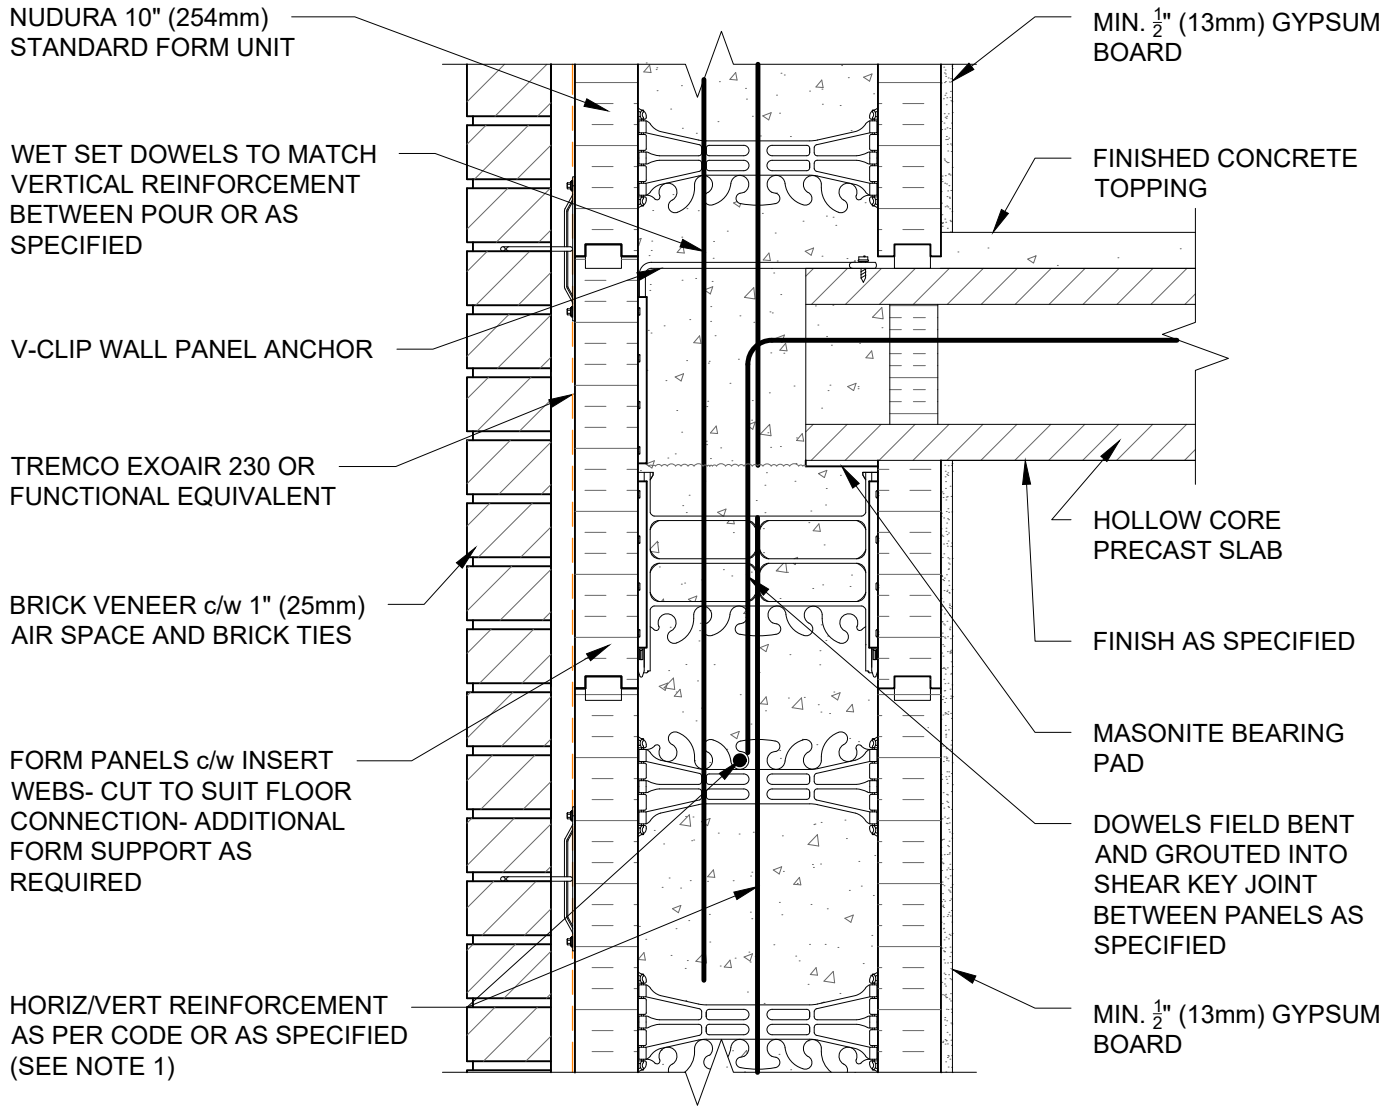 NUDURA 10" (254mm)
STANDARD FORM UNIT
WET SET DOWELS TO MATCH
VERTICAL REINFORCEMENT
BETWEEN POUR OR AS
SPECIFIED
V-CLIP WALL PANEL ANCHOR
TREMCO EXOAIR 230 OR
FUNCTIONAL EQUIVALENT
BRICK VENEER c/w 1" (25mm)
AIR SPACE AND BRICK TIES
FORM PANELS c/w INSERT
WEBS- CUT TO SUIT FLOOR
CONNECTION- ADDITIONAL
FORM SUPPORT AS
REQUIRED
HORIZ/VERT REINFORCEMENT
AS PER CODE OR AS SPECIFIED
(SEE NOTE 1)
MIN. 1/2" (13mm) GYPSUM
BOARD
FINISHED CONCRETE
TOPPING
HOLLOW CORE
PRECAST SLAB
FINISH AS SPECIFIED
MASONITE BEARING
PAD
DOWELS FIELD BENT
AND GROUTED INTO
SHEAR KEY JOINT
BETWEEN PANELS AS
SPECIFIED
MIN. 1/2" (13mm) GYPSUM
BOARD